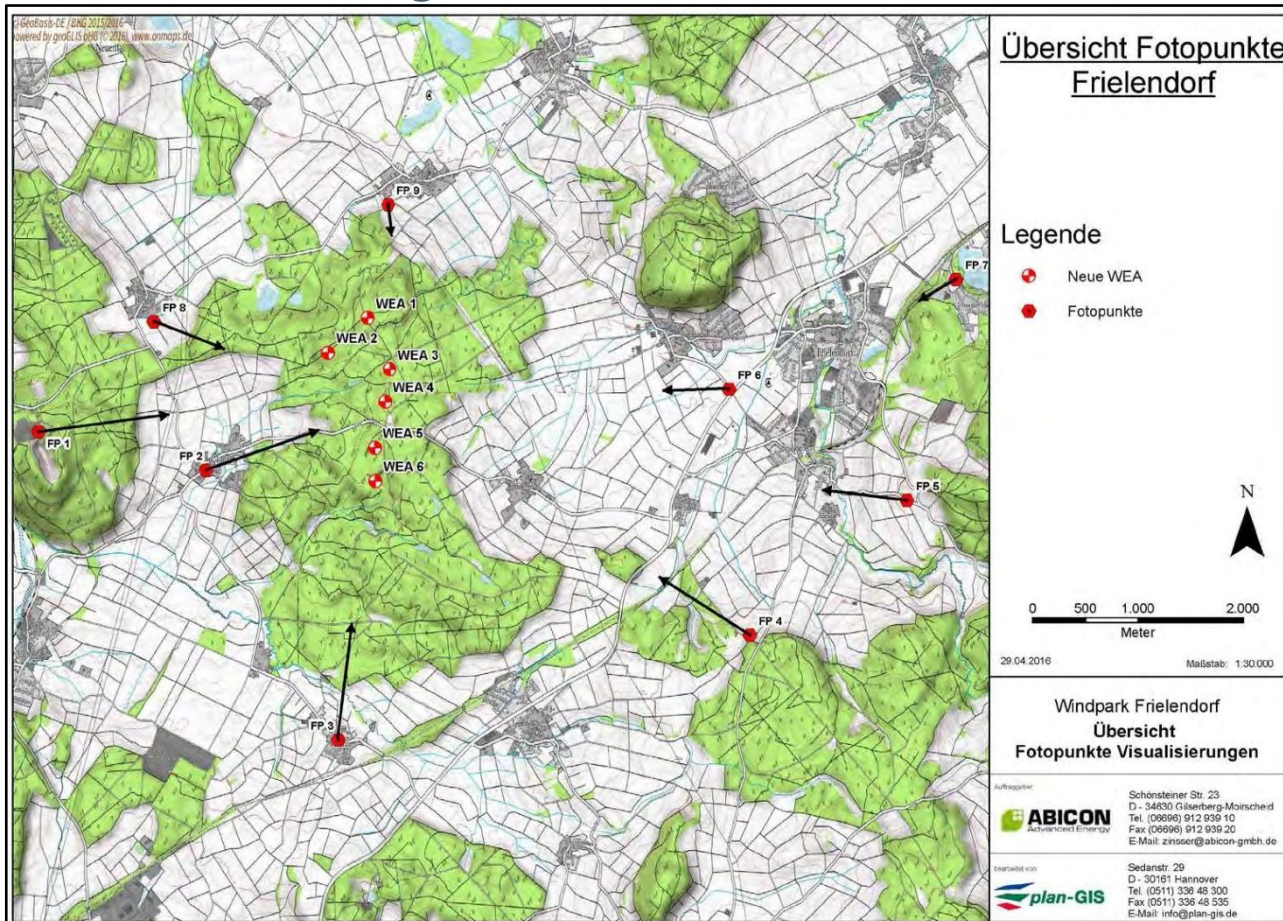 GeoBasis-DE / BKG 2015/2016
powered by geoGLIS oHG (©2016), www.onmaps.de
FP 9
FP 7
FP 8
WEA 1
WEA 2
WEA 3
WEA 4
WEA 5
WEA 6
FP 6
Frielendorf
FP 1
FP 2
FP 5
FP 4
FP 3
Übersicht Fotopunkte
Frielendorf
Legende
Neue WEA
Fotopunkte
N
0 500 1.000 2.000
Meter
29.04.2016 Maßstab: 1:30.000
Windpark Frielendorf
Übersicht
Fotopunkte Visualisierungen
Auftraggeber
ABICON
Advanced Energy
Schönsteiner Str. 23
D - 34630 Gilserberg-Moischeid
Tel. (06696) 912 939 10
Fax (06696) 912 939 20
E-Mail: zinsser@abicon-gmbh.de
bearbeitet von
plan-GIS
Sedanstr. 29
D - 30161 Hannover
Tel. (0511) 336 48 300
Fax (0511) 336 48 535
E-Mail: info@plan-gis.de